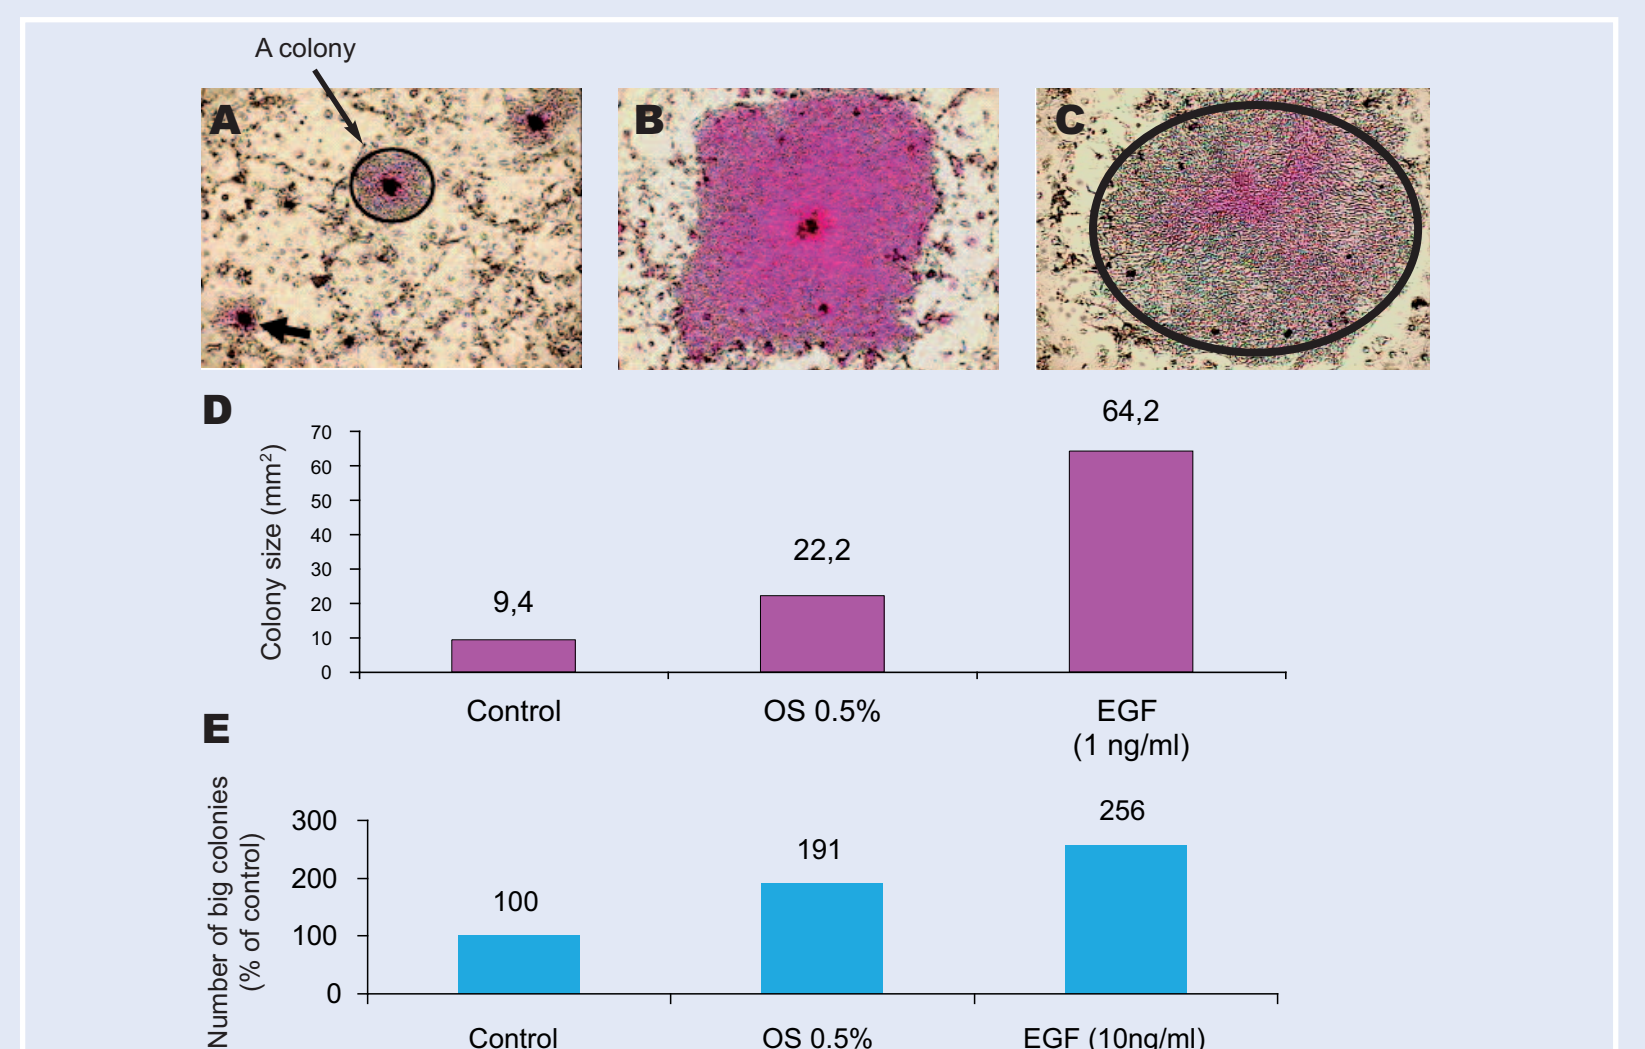 A colony
A
B
C
D
64,2
70
60
50
40
30
20
10
0
Colony size (mm²)
22,2
9,4
Control
OS 0.5%
EGF
(1 ng/ml)
E
Number of big colonies
(% of control)
300
200
100
0
256
191
100
Control
OS 0.5%
EGF (10ng/ml)